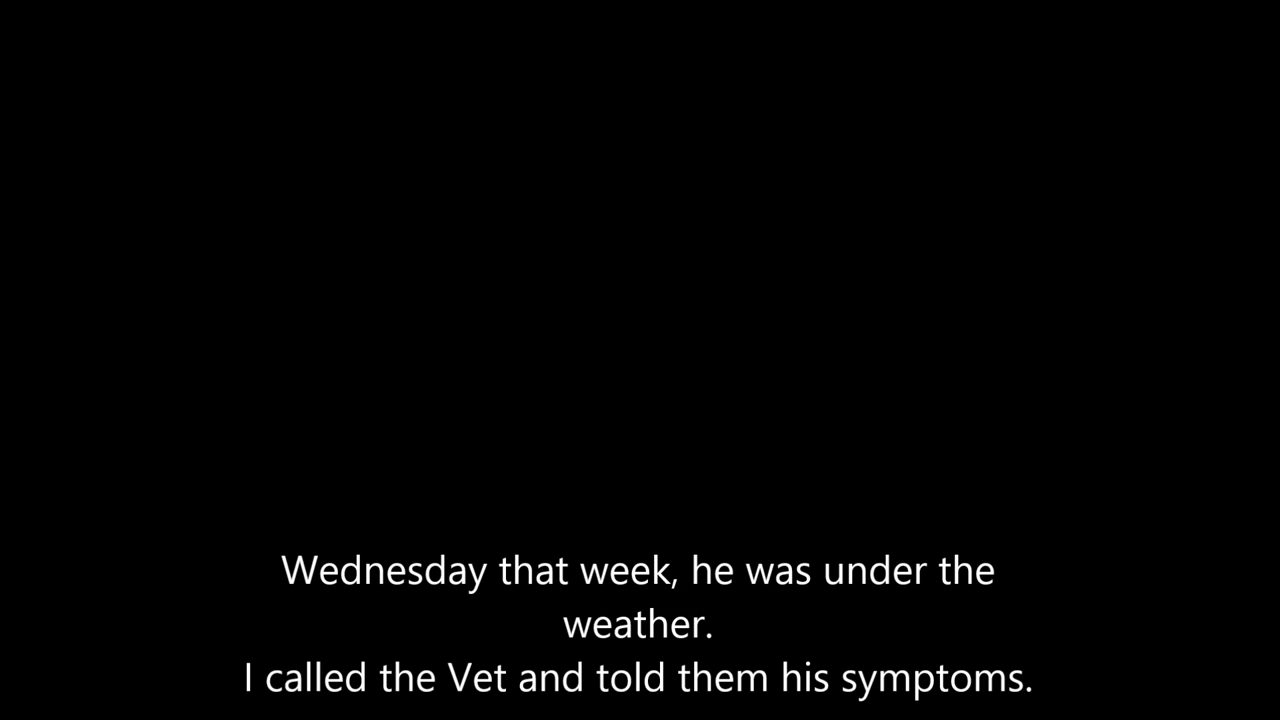 Wednesday that week, he was under the
weather.
I called the Vet and told them his symptoms.